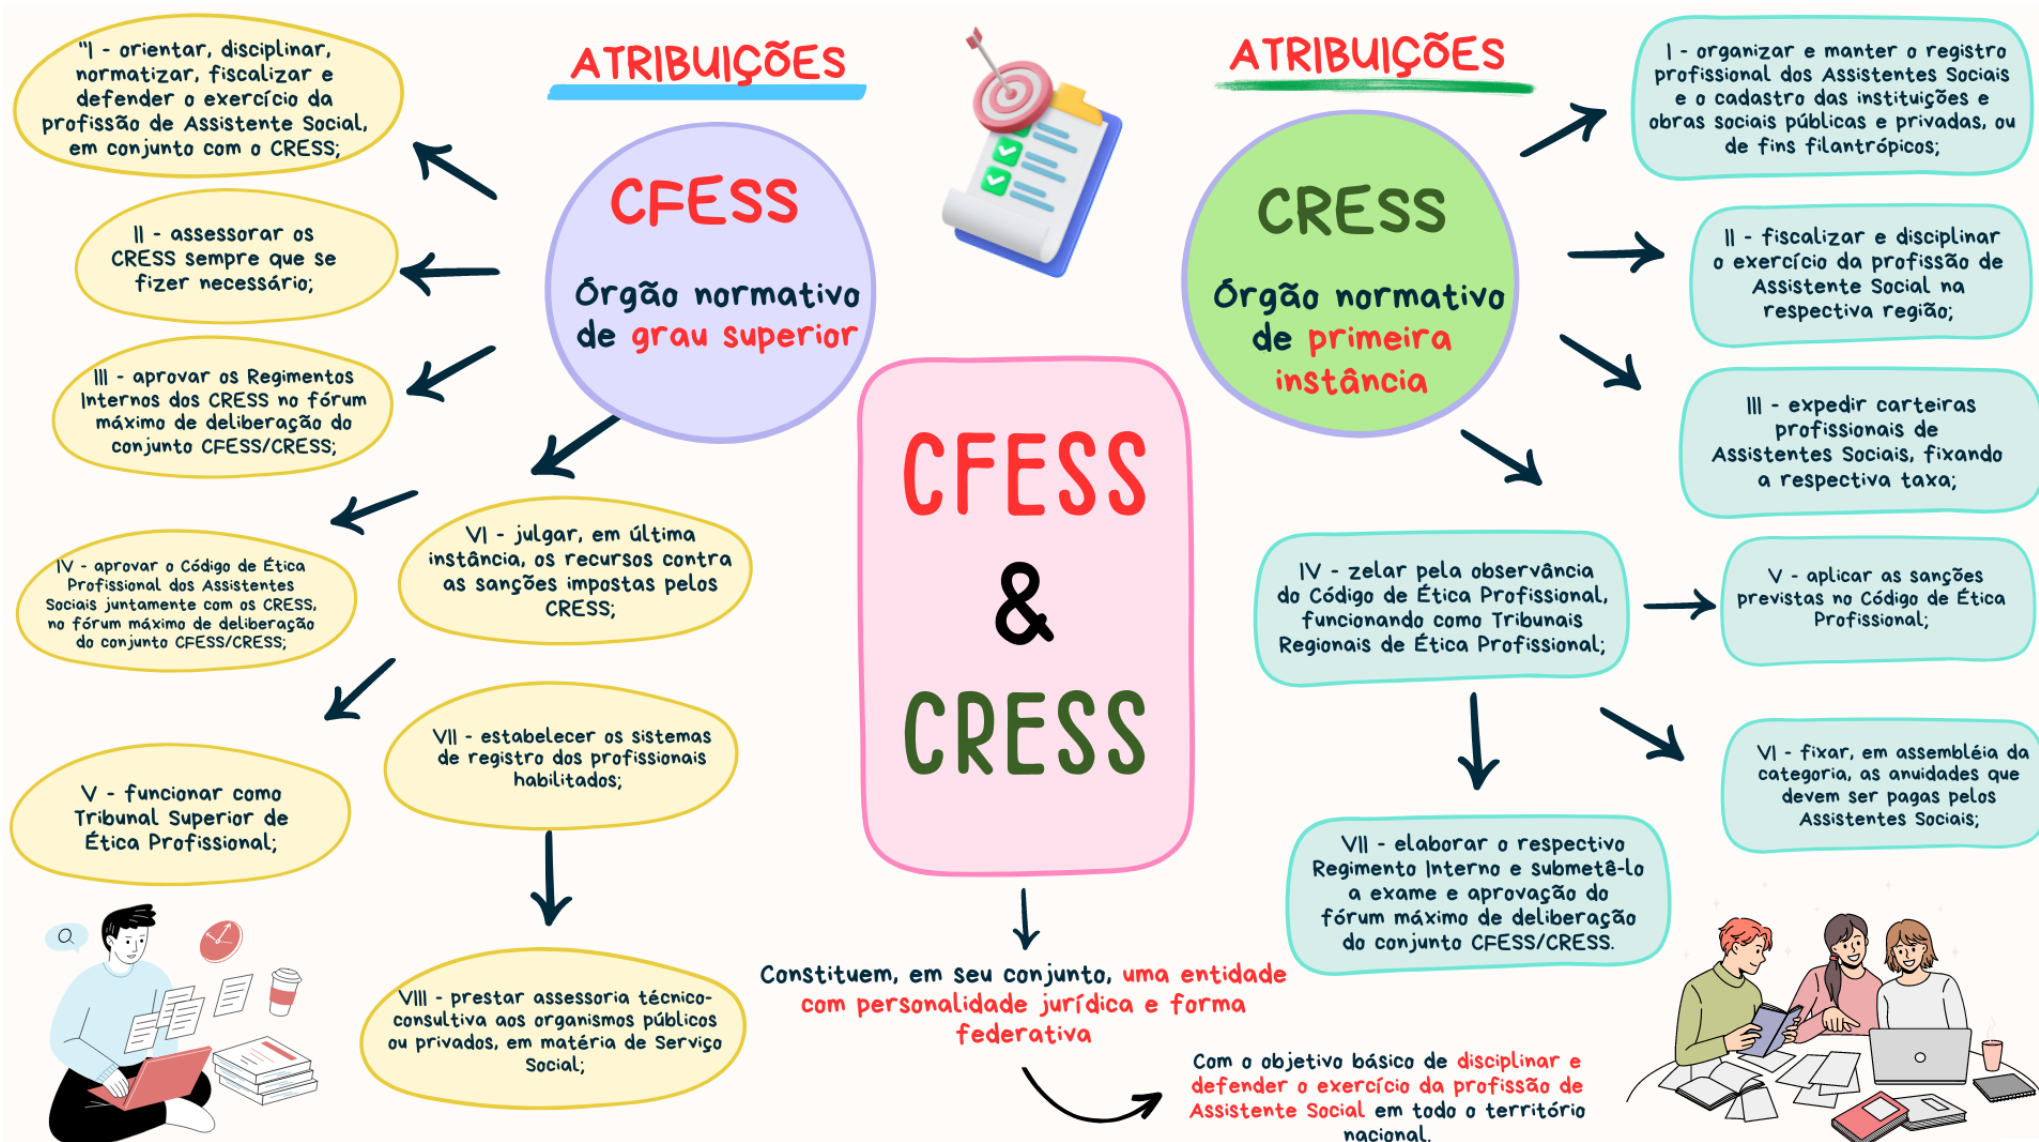 ATRIBUIÇÕES
CFESS
Órgão normativo
de grau superior
"I - orientar, disciplinar,
normatizar, fiscalizar e
defender o exercício da
profissão de Assistente Social,
em conjunto com o CRESS;
II - assessorar os
CRESS sempre que se
fizer necessário;
III - aprovar os Regimentos
Internos dos CRESS no fórum
máximo de deliberação do
conjunto CFESS/CRESS;
IV - aprovar o Código de Ética
Profissional dos Assistentes
Sociais juntamente com os CRESS,
no fórum máximo de deliberação
do conjunto CFESS/CRESS;
V - funcionar como
Tribunal Superior de
Ética Profissional;
VI - julgar, em última
instância, os recursos contra
as sanções impostas pelos
CRESS;
VII - estabelecer os sistemas
de registro dos profissionais
habilitados;
VIII - prestar assessoria técnico-
consultiva aos organismos públicos
ou privados, em matéria de Serviço
Social;
CFESS
&
CRESS
Constituem, em seu conjunto, uma entidade
com personalidade jurídica e forma
federativa
Com o objetivo básico de disciplinar e
defender o exercício da profissão de
Assistente Social em todo o território
nacional.
ATRIBUIÇÕES
CRESS
Órgão normativo
de primeira
instância
I - organizar e manter o registro
profissional dos Assistentes Sociais
e o cadastro das instituições e
obras sociais públicas e privadas, ou
de fins filantrópicos;
II - fiscalizar e disciplinar
o exercício da profissão de
Assistente Social na
respectiva região;
III - expedir carteiras
profissionais de
Assistentes Sociais, fixando
a respectiva taxa;
IV - zelar pela observância
do Código de Ética Profissional,
funcionando como Tribunais
Regionais de Ética Profissional;
V - aplicar as sanções
previstas no Código de Ética
Profissional;
VI - fixar, em assembléia da
categoria, as anuidades que
devem ser pagas pelos
Assistentes Sociais;
VII - elaborar o respectivo
Regimento Interno e submetê-lo
a exame e aprovação do
fórum máximo de deliberação
do conjunto CFESS/CRESS.